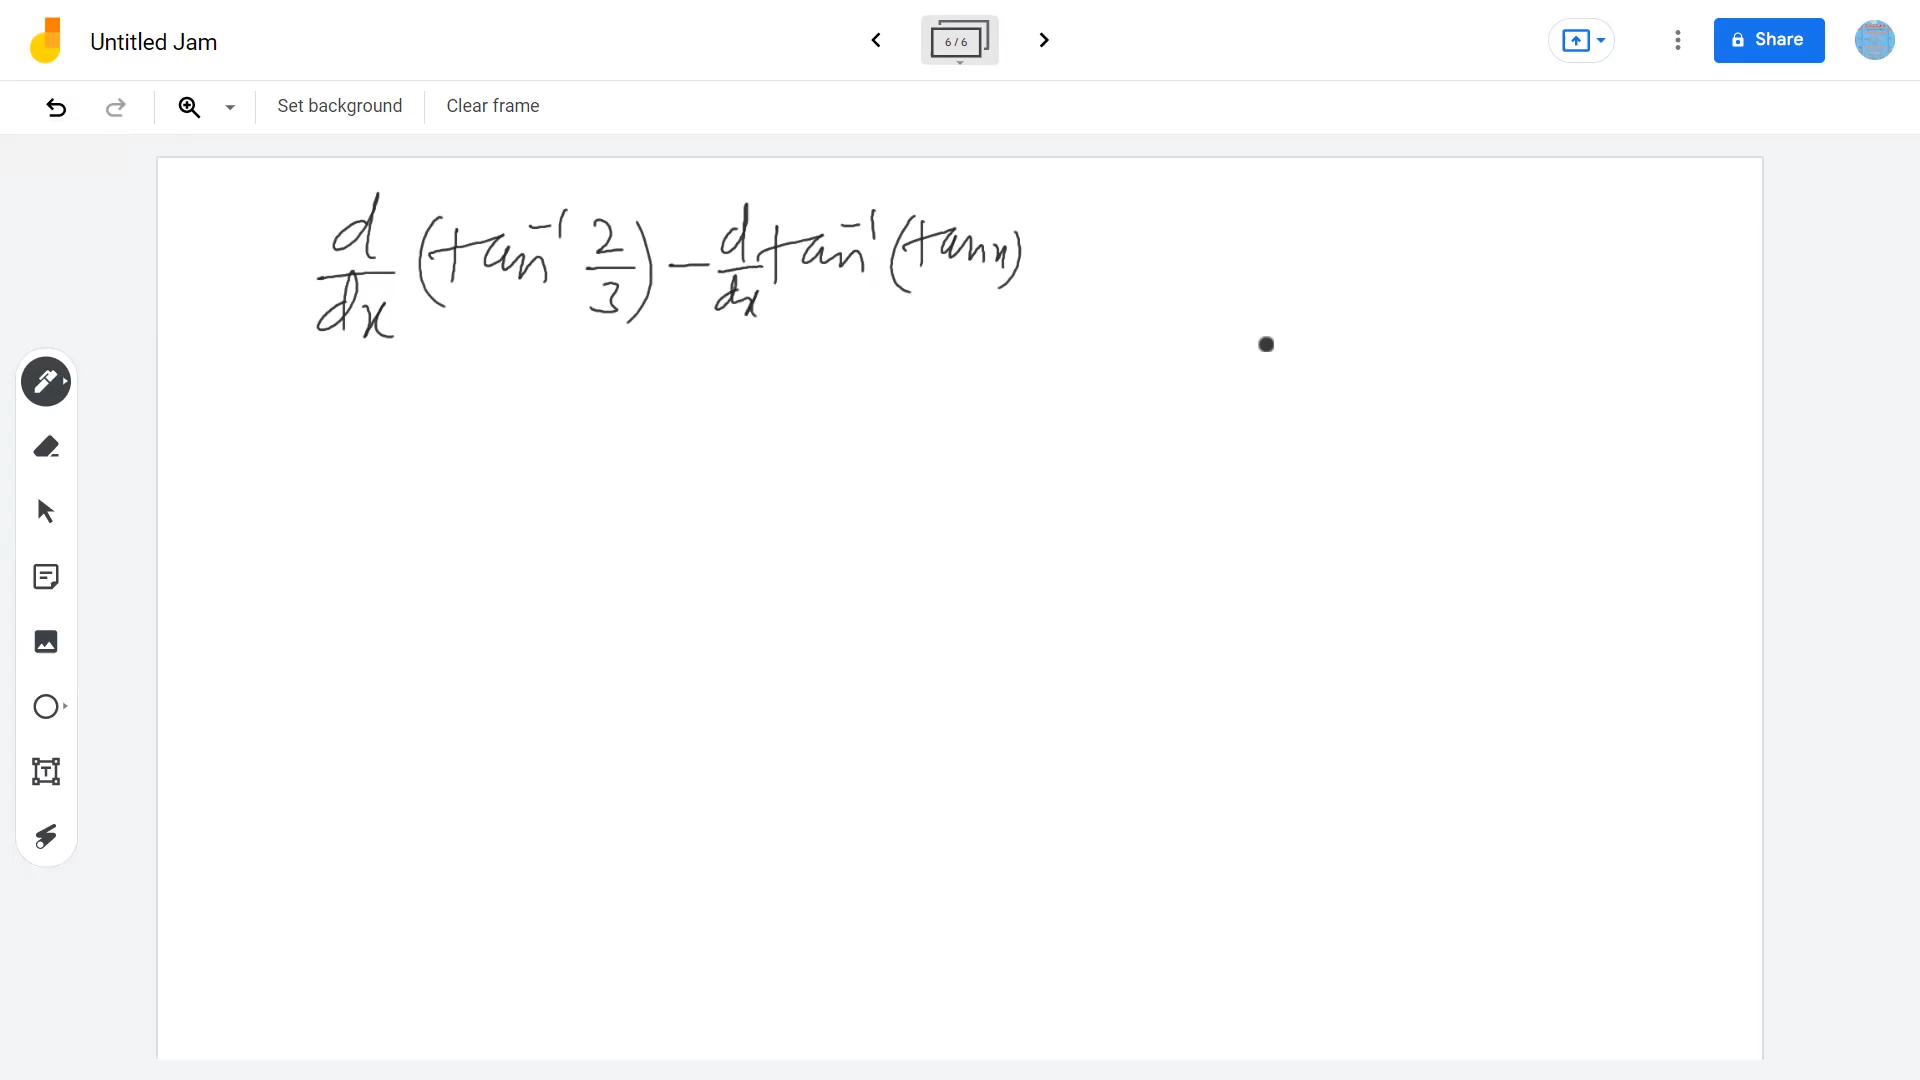 Untitled Jam
6 / 6
Share
Set background
Clear frame
d/dx (tan⁻¹ 2/3) − d/dx tan⁻¹ (tan x)